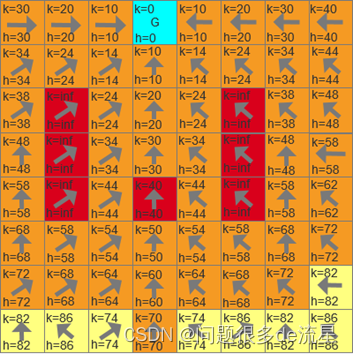 k=30 k=20 k=10 k=0 k=10 k=20 k=30 k=40
G
h=30 h=20 h=10 h=0 h=10 h=20 h=30 h=40
k=34 k=24 k=14 k=10 k=14 k=24 k=34 k=44
h=34 h=24 h=14 h=10 h=14 h=24 h=34 h=44
k=38 k=inf k=24 k=20 k=24 k=inf k=38 k=48
h=38 h=inf h=24 h=20 h=24 h=inf h=38 h=48
k=48 k=inf k=34 k=30 k=34 k=inf k=48 k=58
h=48 h=inf h=34 h=30 h=34 h=inf h=48 h=58
k=58 k=inf k=44 k=40 k=44 k=inf k=58 k=62
h=58 h=inf h=44 h=40 h=44 h=inf h=58 h=62
k=68 k=58 k=54 k=50 k=54 k=58 k=68 k=72
h=68 h=58 h=54 h=50 h=54 h=58 h=68 h=72
k=72 k=68 k=64 k=60 k=64 k=68 k=72 k=82
h=72 h=68 h=64 h=60 h=64 h=68 h=72 h=82
k=82 k=86 k=74 k=70 k=74 k=82 k=86
h=82 h=86 h=74 h=70 h=74 h=86
CSDN @问题很多de流星